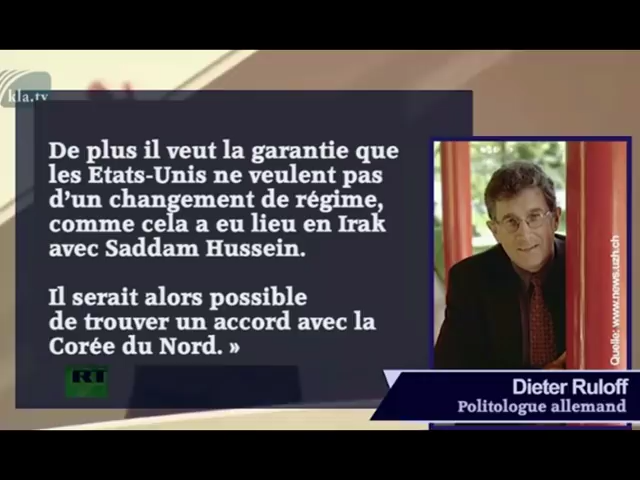 kla.tv
De plus il veut la garantie que
les Etats-Unis ne veulent pas
d'un changement de régime,
comme cela a eu lieu en Irak
avec Saddam Hussein.
Il serait alors possible
de trouver un accord avec la
Corée du Nord. »
RT
Quelle: www.news.uzh.ch
Dieter Ruloff
Politologue allemand